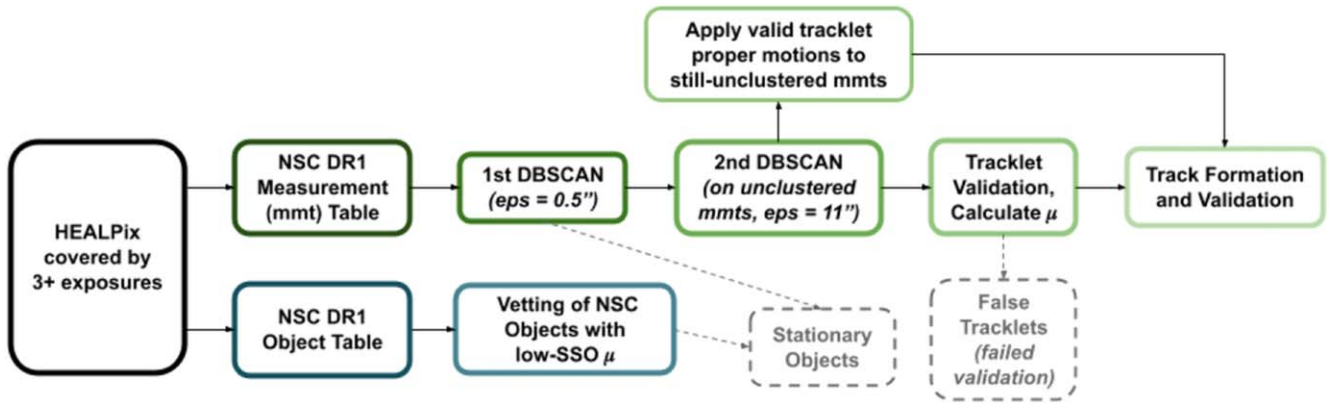 Apply valid tracklet
proper motions to
still-unclustered mmts
HEALPix
covered by
3+ exposures
NSC DR1
Measurement
(mmt) Table
1st DBSCAN
(eps = 0.5”)
2nd DBSCAN
(on unclustered
mmts, eps = 11”)
Tracklet
Validation,
Calculate μ
Track Formation
and Validation
NSC DR1
Object Table
Vetting of NSC
Objects with
low-SSO μ
Stationary
Objects
False
Tracklets
(failed
validation)